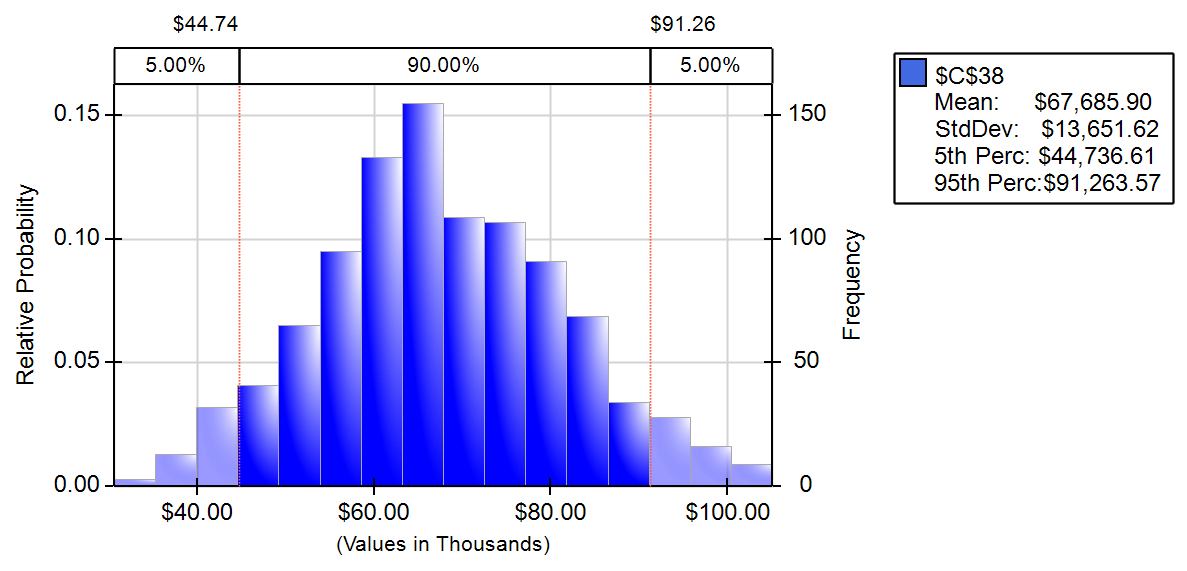 $44.74 $91.26
5.00% 90.00% 5.00%
$C$38
Mean: $67,685.90
StdDev: $13,651.62
5th Perc: $44,736.61
95th Perc:$91,263.57
0.15 150
0.10 100
0.05 50
0.00 0
Relative Probability
Frequency
$40.00 $60.00 $80.00 $100.00
(Values in Thousands)